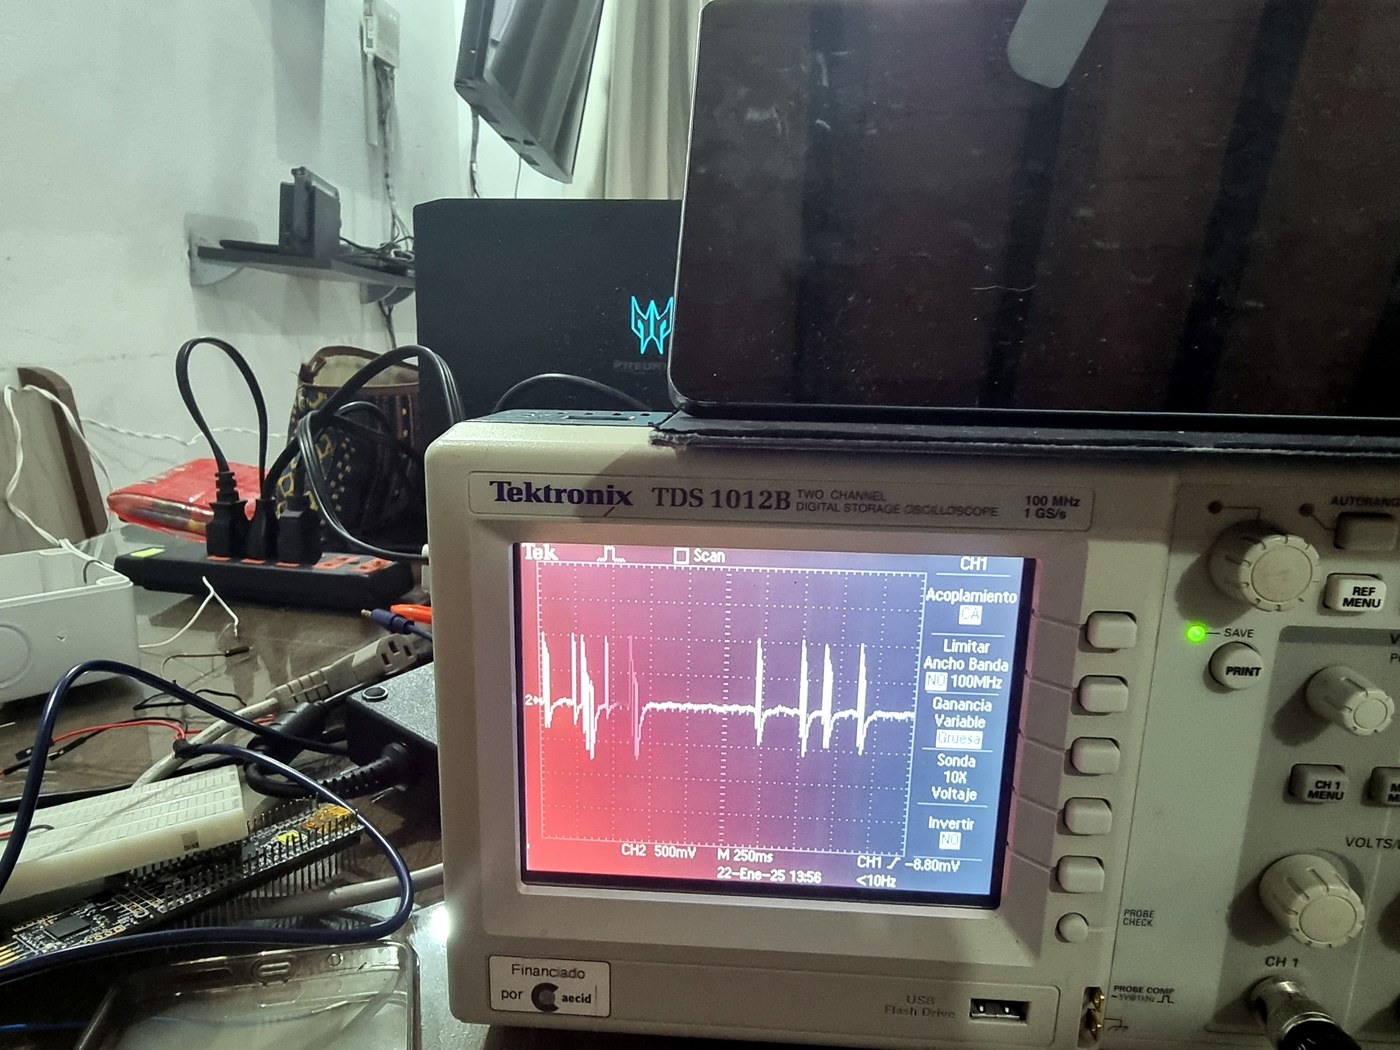 Tektronix TDS 1012B TWO CHANNEL
DIGITAL STORAGE OSCILLOSCOPE
100 MHz
1 GS/s
Tek
Scan
CH1
Acoplamiento
CA
Limitar
Ancho Banda
NO 100MHz
Ganancia
Variable
Gruesa
Sonda
10X
Voltaje
Invertir
NO
2
CH2 500mV
M 250ms
CH1
-8.80mV
22-Ene-25 13:56
<10Hz
REF
MENU
SAVE
PRINT
CH 1
MENU
PROBE
CHECK
CH 1
PROBE COMP
Financiado
por aecid
USB
Flash Drive